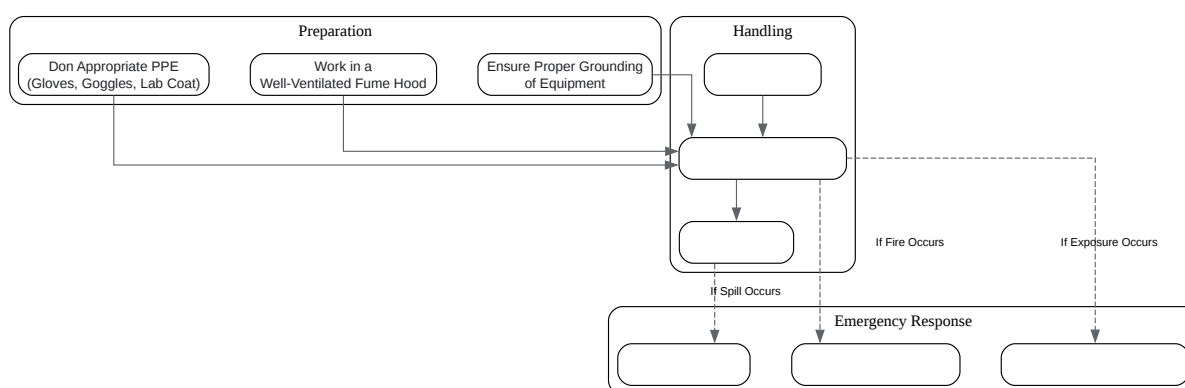 Preparation
Handling
Don Appropriate PPE
(Gloves, Goggles, Lab Coat)
Work in a
Well-Ventilated Fume Hood
Ensure Proper Grounding
of Equipment
If Fire Occurs
If Exposure Occurs
If Spill Occurs
Emergency Response